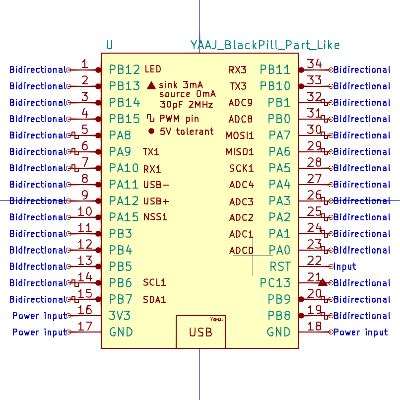 U YAAJ_BlackPill_Part_Like
Bidirectional 1 PB12 LED RX3 PB11 34 Bidirectional
Bidirectional 2 PB13 sink 3mA TX3 PB10 33 Bidirectional
source 0mA
Bidirectional 3 PB14 30pF 2MHz ADC9 PB1 32 Bidirectional
Bidirectional 4 PB15 PWM pin ADC8 PB0 31 Bidirectional
Bidirectional 5 PA8 5V tolerant MOSI1 PA7 30 Bidirectional
Bidirectional 6 PA9 TX1 MISO1 PA6 29 Bidirectional
Bidirectional 7 PA10 RX1 SCK1 PA5 28 Bidirectional
Bidirectional 8 PA11 USB- ADC4 PA4 27 Bidirectional
Bidirectional 9 PA12 USB+ ADC3 PA3 26 Bidirectional
Bidirectional 10 PA15 NSS1 ADC2 PA2 25 Bidirectional
Bidirectional 11 PB3 ADC1 PA1 24 Bidirectional
Bidirectional 12 PB4 ADC0 PA0 23 Bidirectional
Bidirectional 13 PB5 RST 22 Input
Bidirectional 14 PB6 SCL1 PC13 21 Bidirectional
Bidirectional 15 PB7 SDA1 PB9 20 Bidirectional
Power input 16 3V3 PB8 19 Bidirectional
Power input 17 GND USB GND 18 Power input